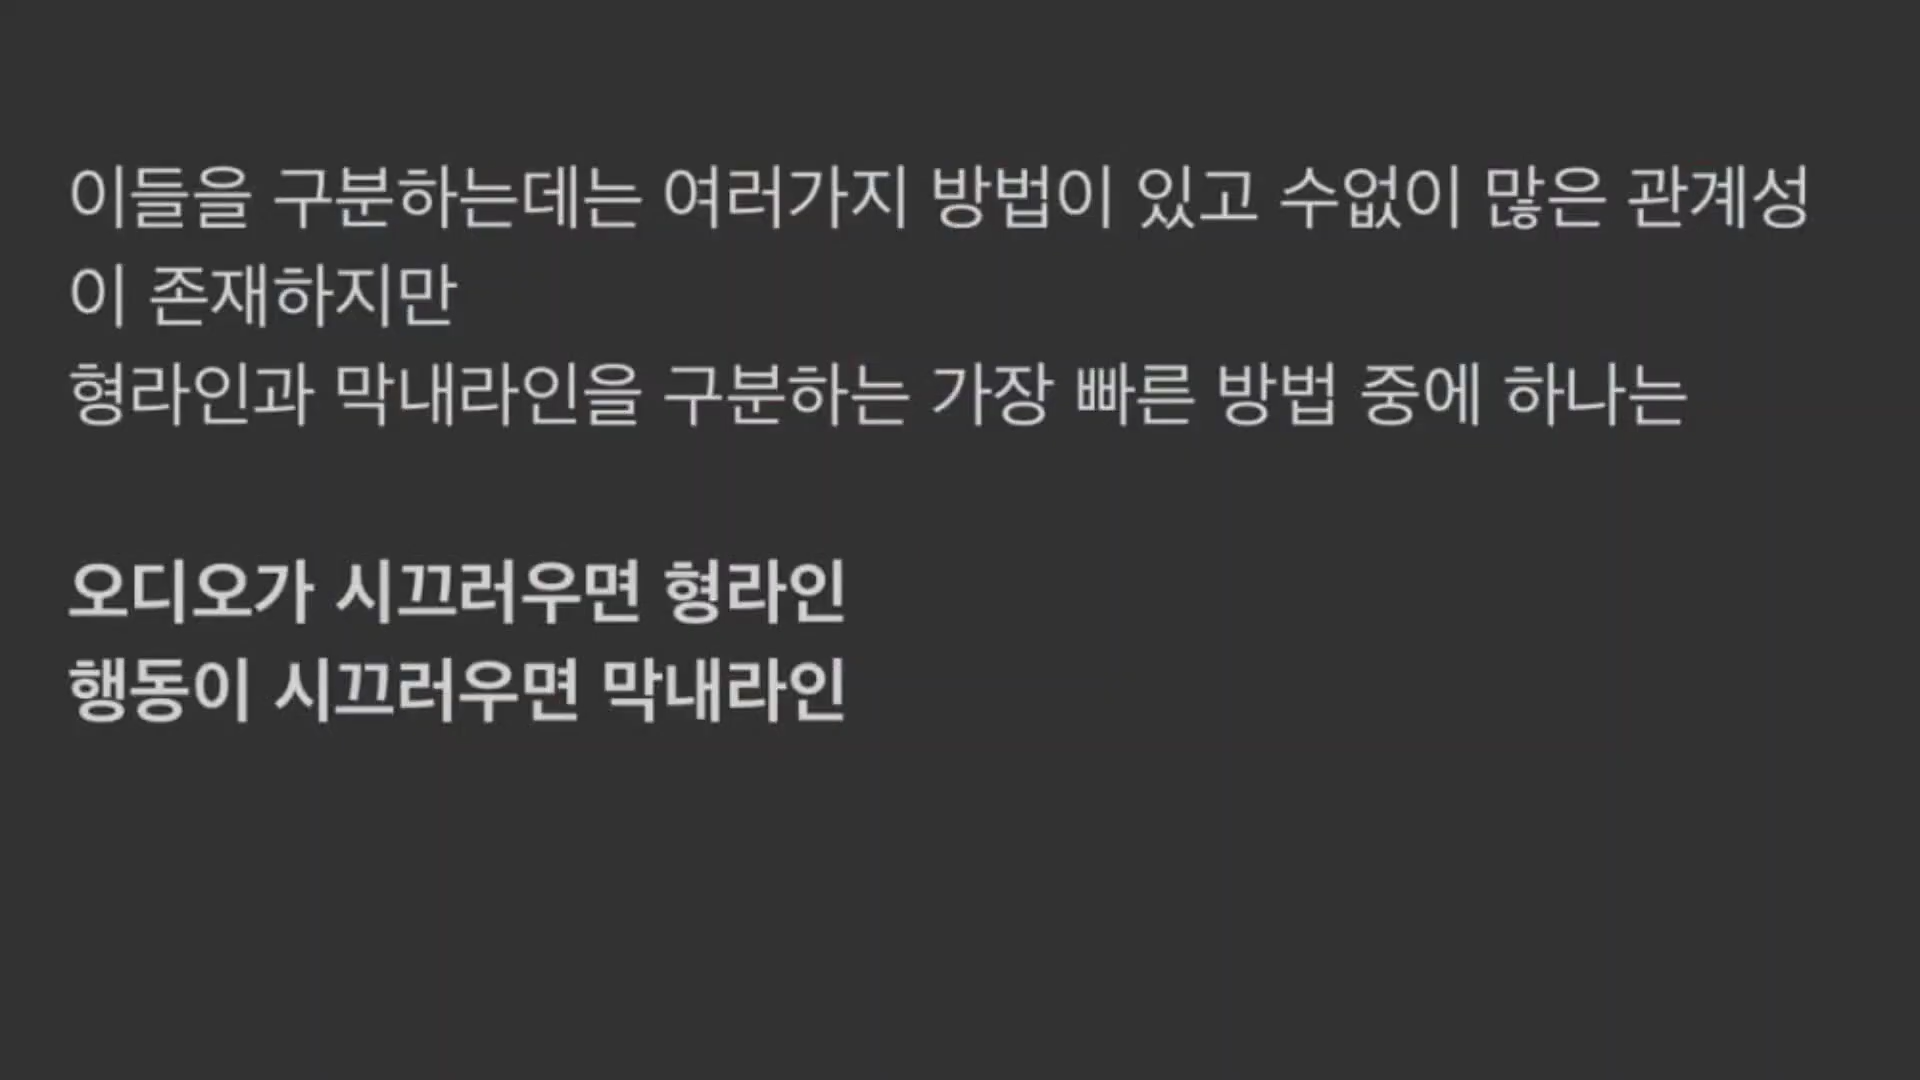 이들을 구분하는데는 여러가지 방법이 있고 수없이 많은 관계성
이 존재하지만
형라인과 막내라인을 구분하는 가장 빠른 방법 중에 하나는
오디오가 시끄러우면 형라인
행동이 시끄러우면 막내라인